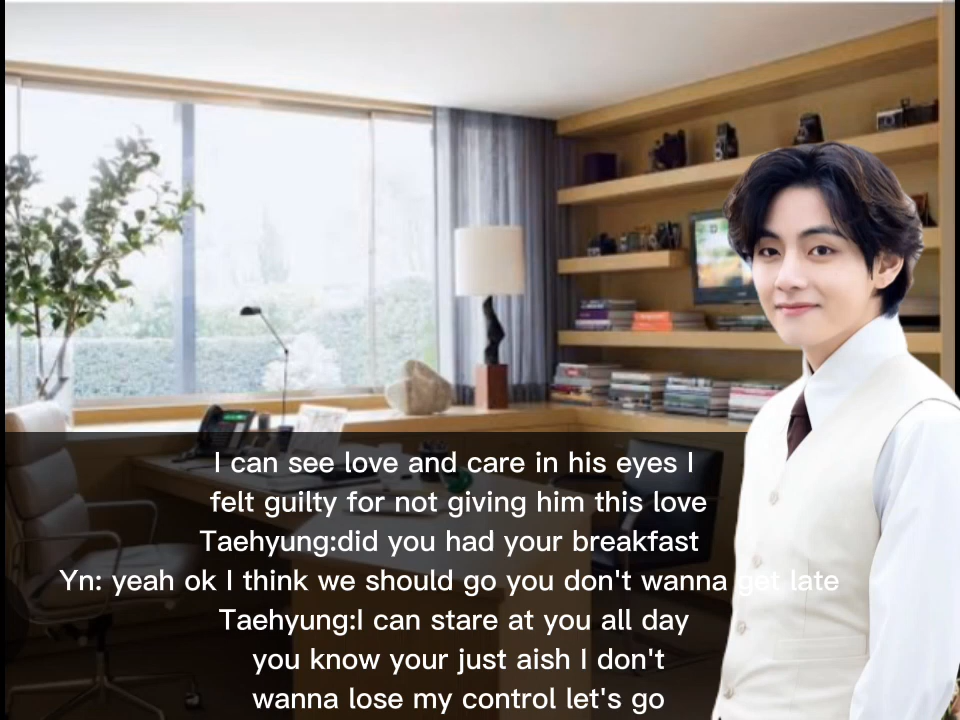 I can see love and care in his eyes I
felt guilty for not giving him this love
Taehyung:did you had your breakfast
Yn: yeah ok I think we should go you don't wanna get late
Taehyung:I can stare at you all day
you know your just aish I don't
wanna lose my control let's go